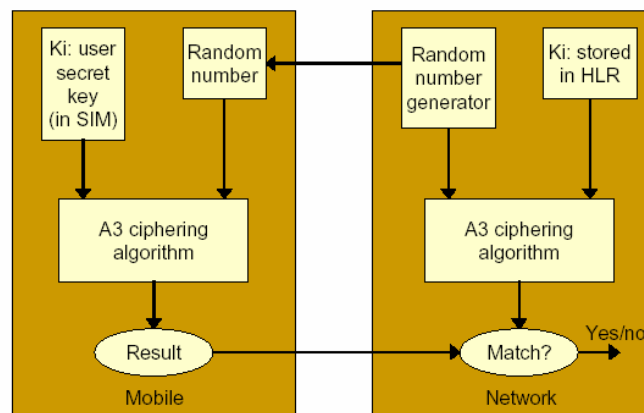 Ki: user
secret
key
(in SIM)
Random
number
Random
number
generator
Ki: stored
in HLR
A3 ciphering
algorithm
A3 ciphering
algorithm
Result
Match?
Yes/no
Mobile
Network